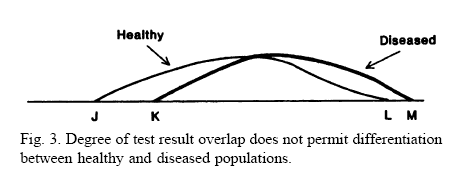 Healthy
Diseased
J K L M
Fig. 3. Degree of test result overlap does not permit differentiation
between healthy and diseased populations.